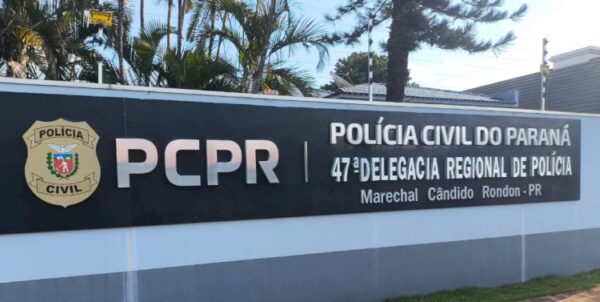 POLÍCIA
CIVIL
PCPR
POLÍCIA CIVIL DO PARANÁ
47ª DELEGACIA REGIONAL DE POLÍCIA
Marechal Cândido Rondon - PR